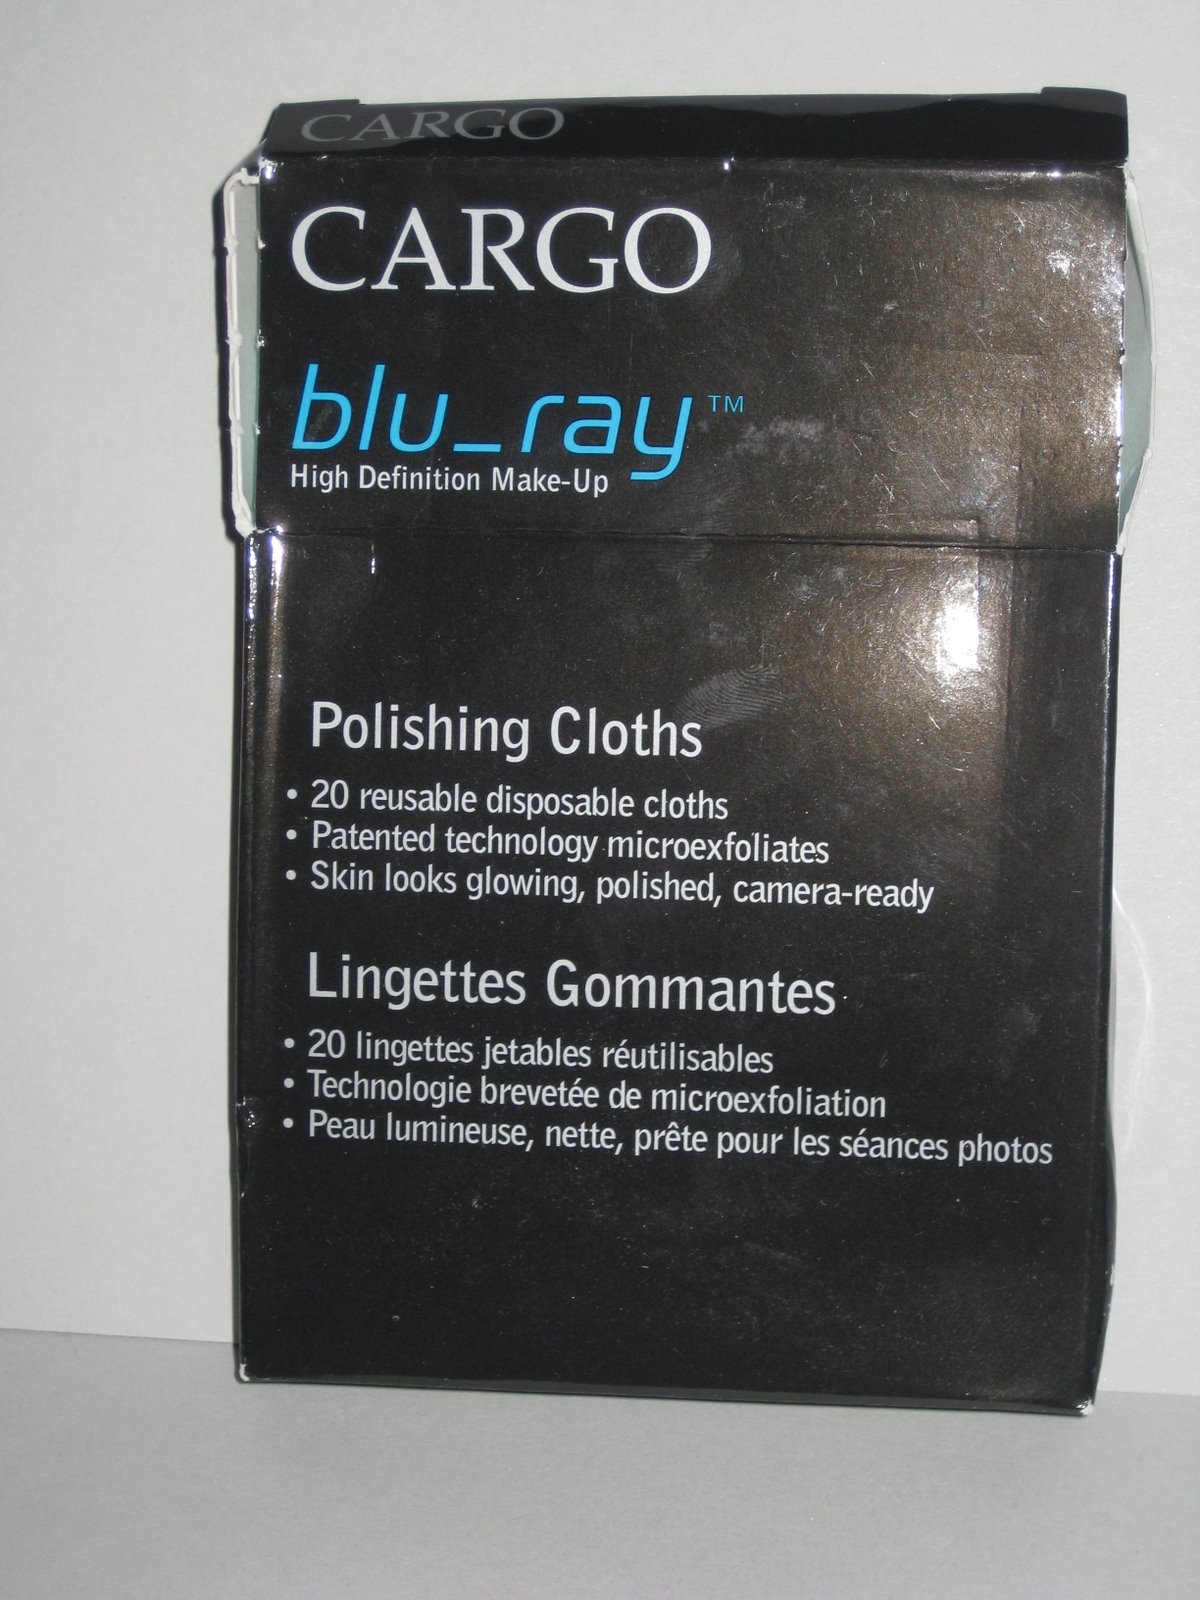 CARGO
CARGO
blu_ray™
High Definition Make-Up
Polishing Cloths
• 20 reusable disposable cloths
• Patented technology microexfoliates
• Skin looks glowing, polished, camera-ready
Lingettes Gommantes
• 20 lingettes jetables réutilisables
• Technologie brevetée de microexfoliation
• Peau lumineuse, nette, prête pour les séances photos